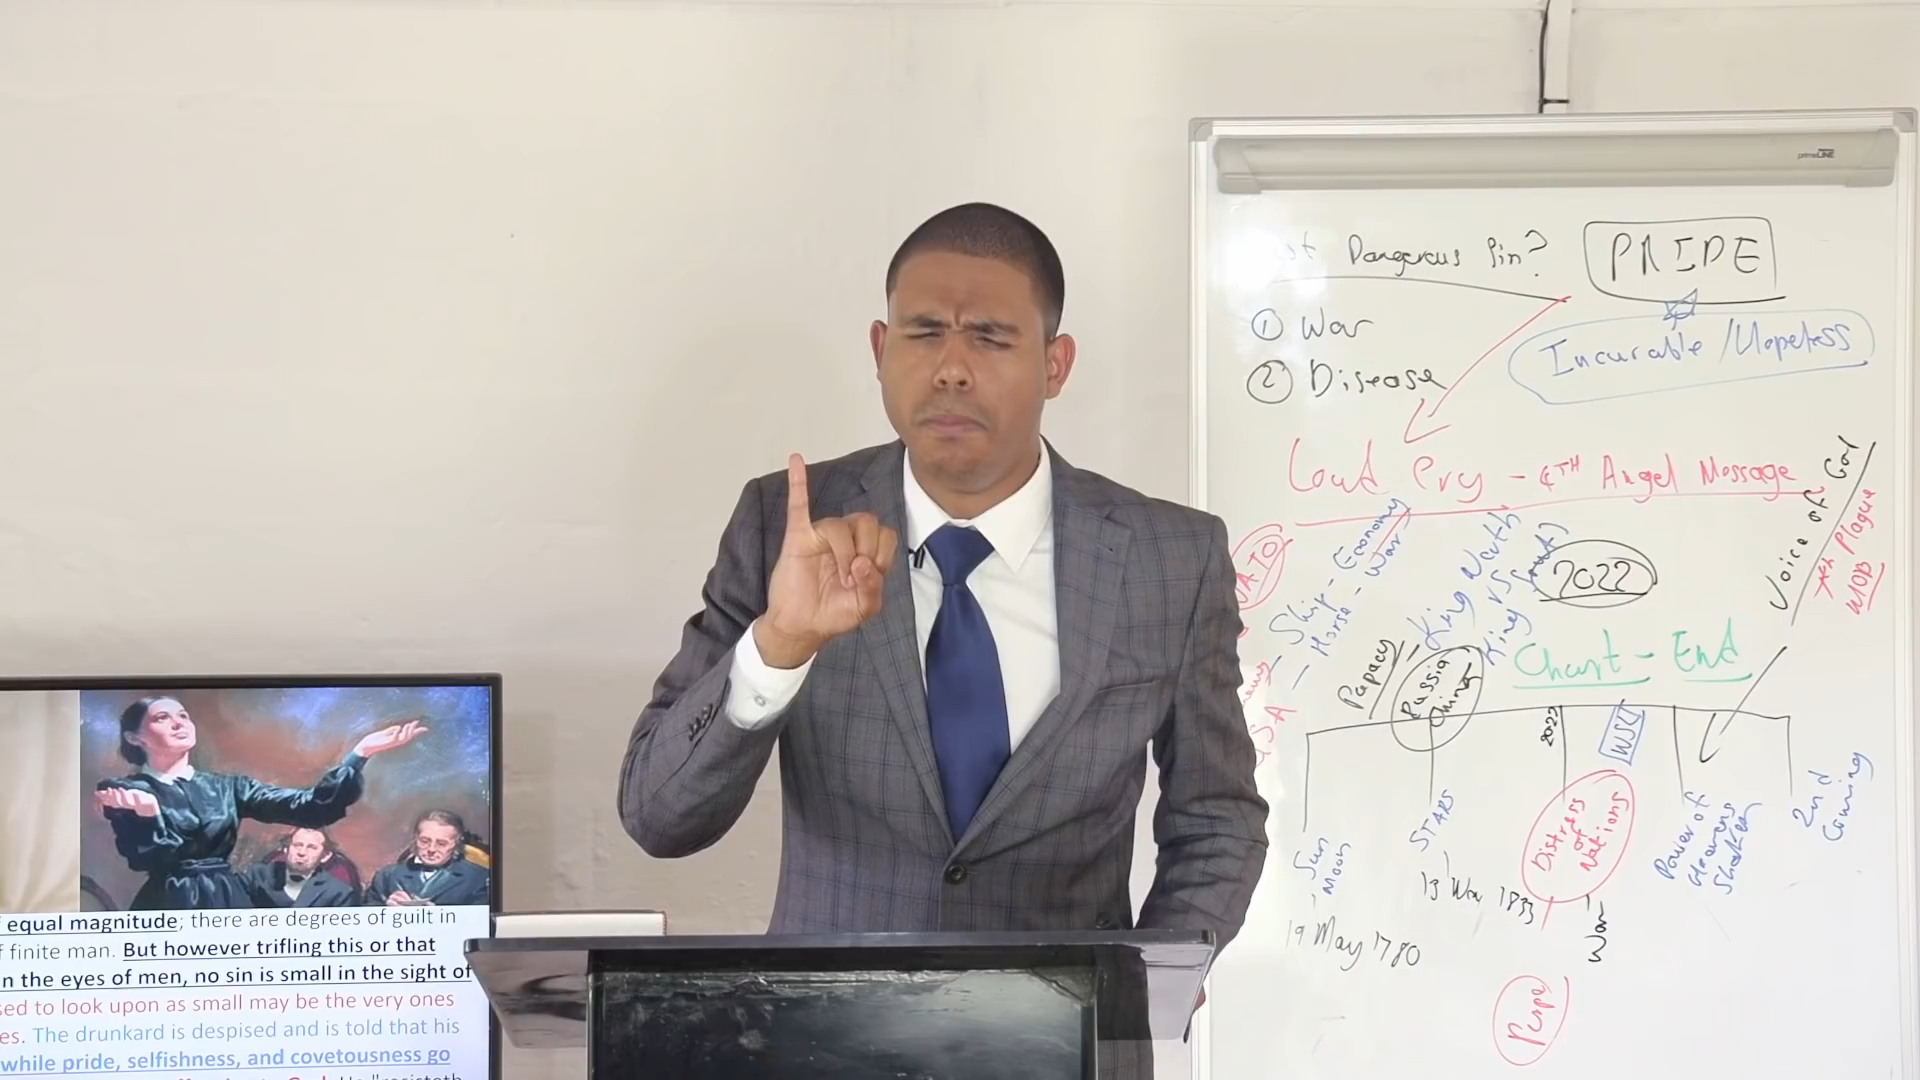 equal magnitude; there are degrees of guilt in
finite man. But however trifling this or that
n the eyes of men, no sin is small in the sight of
sed to look upon as small may be the very ones
es. The drunkard is despised and is told that his
while pride, selfishness, and covetousness go
primeLINE
st Dangerous Sin? PRIDE
① War
Incurable / Hopeless
② Disease
Loud Cry - 4TH Angel Message
Voice of God
7th Plague
NATO
Ship - Economy
Horse - War
King North
vs
King South
2022
USA
Papacy
Russia
China
Chart - End
2022
WSL
Sun
Moon
STARS
Distress
of
Nations
Power of
Heavens
Shaken
2nd
Coming
19 May 1780
13 Nov 1833
War